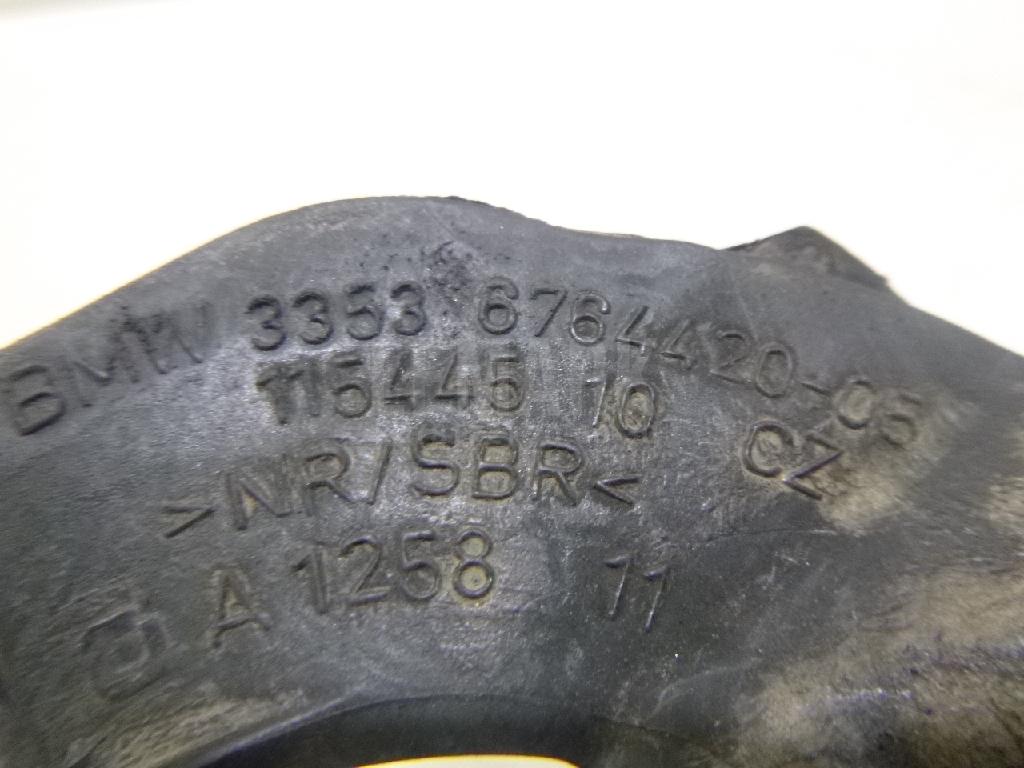 BMW 3353 6764420-05
115445 10 CZ
>NR/SBR<
A 1258 11